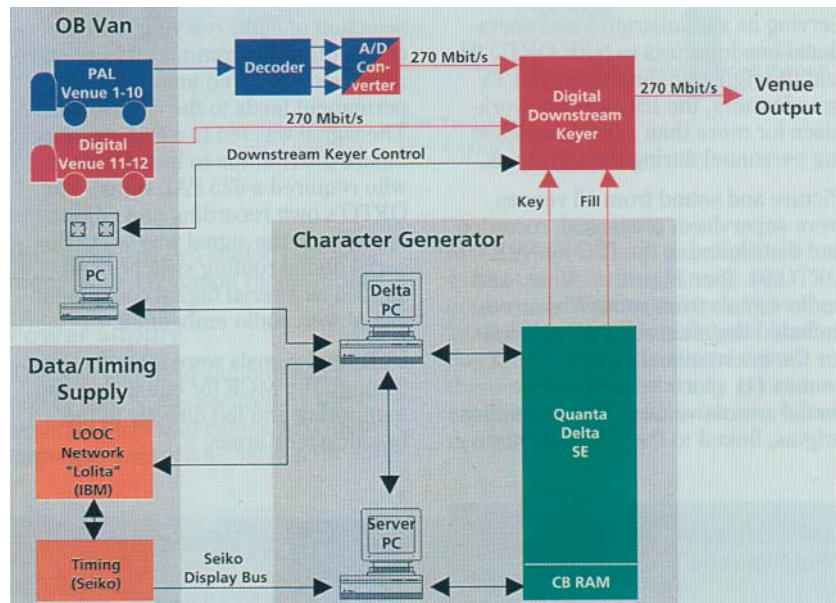 OB Van
PAL
Venue 1-10
Decoder
A/D
Con-
verter
270 Mbit/s
Digital
Downstream
Keyer
270 Mbit/s
Venue
Output
Digital
Venue 11-12
270 Mbit/s
Downstream Keyer Control
Key
Fill
PC
Character Generator
Delta
PC
Data/Timing
Supply
LOOC
Network
"Lolita"
(IBM)
Quanta
Delta
SE
Server
PC
Timing
(Seiko)
Seiko
Display Bus
CB RAM